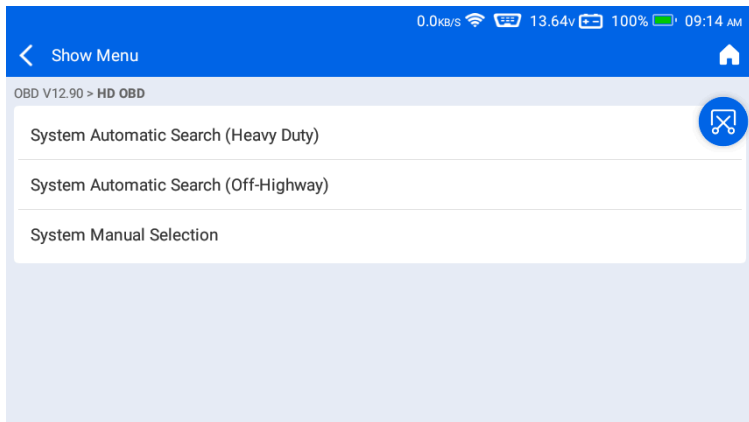 0.0KB/S 13.64V 100% 09:14 AM
Show Menu
OBD V12.90 > HD OBD
System Automatic Search (Heavy Duty)
System Automatic Search (Off-Highway)
System Manual Selection